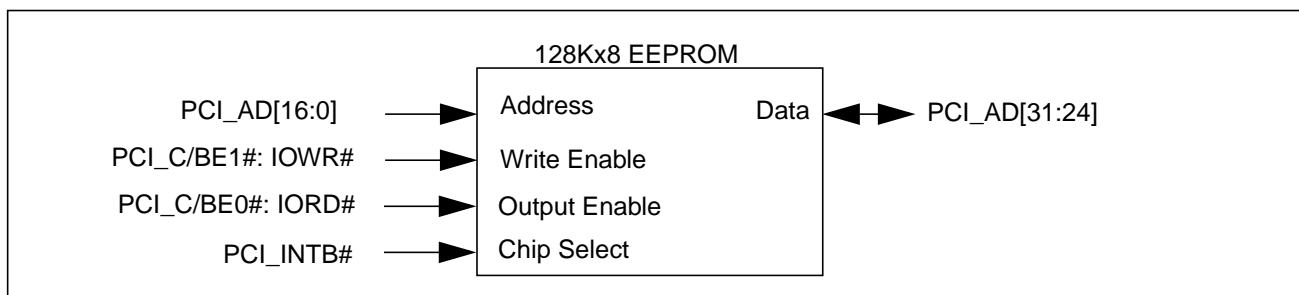 128Kx8 EEPROM
PCI_AD[16:0] Address Data PCI_AD[31:24]
PCI_C/BE1#: IOWR# Write Enable
PCI_C/BE0#: IORD# Output Enable
PCI_INTB# Chip Select